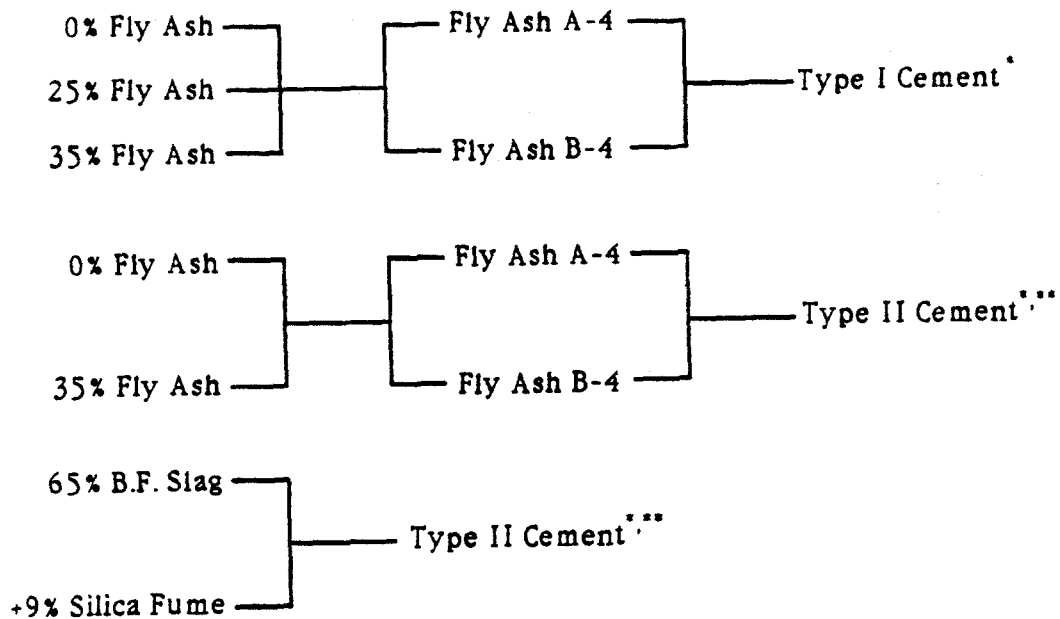 0% Fly Ash
25% Fly Ash
35% Fly Ash
Fly Ash A-4
Fly Ash B-4
Type I Cement*
0% Fly Ash
35% Fly Ash
Fly Ash A-4
Fly Ash B-4
Type II Cement*,**
65% B.F. Slag
+9% Silica Fume
Type II Cement*,**